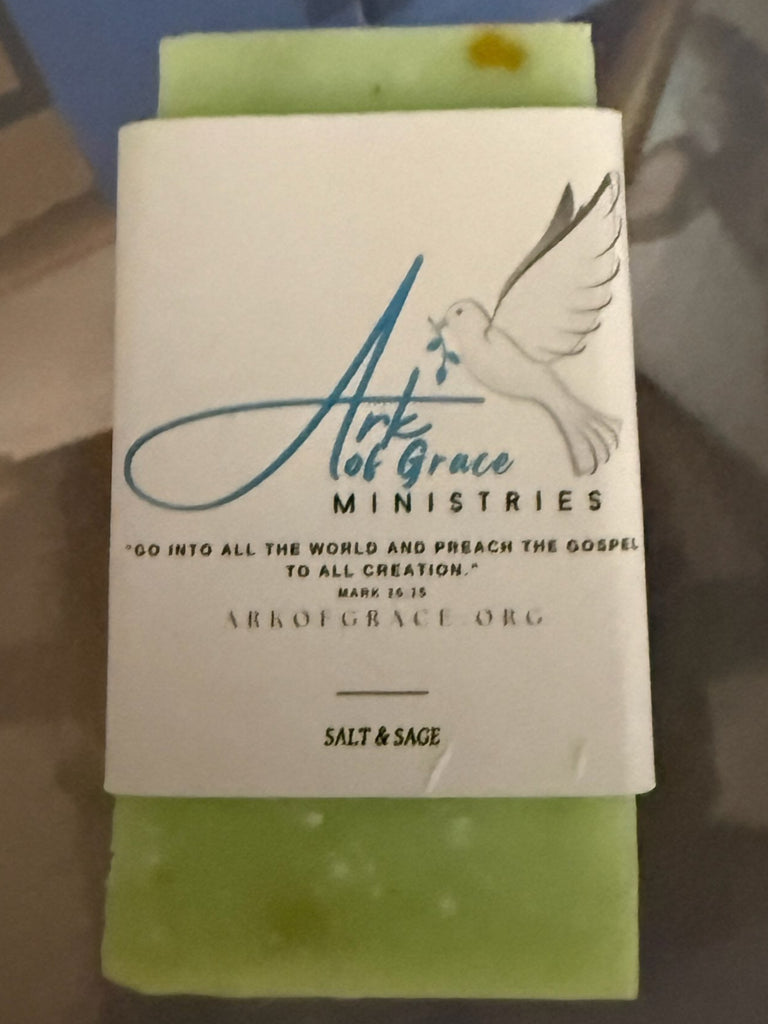 Ark
of Grace
MINISTRIES
"GO INTO ALL THE WORLD AND PREACH THE GOSPEL
TO ALL CREATION."
MARK 16:15
ARKOFGRACE.ORG
SALT & SAGE